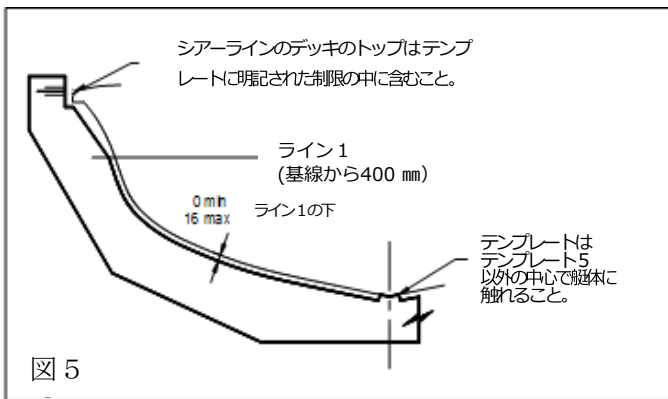 シアーラインのデッキのトップはテンプ
レートに明記された制限の中に含むこと。
ライン１
(基線から400 ㎜）
0 min
16 max
ライン１の下
テンプレートは
テンプレート5
以外の中心で艇体に
触れること。
図５